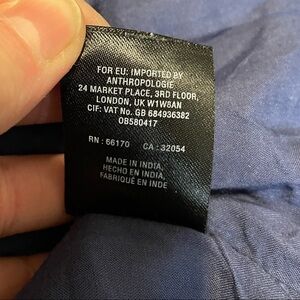 FOR EU: IMPORTED BY
ANTHROPOLOGIE
24 MARKET PLACE, 3RD FLOOR,
LONDON, UK W1W8AN
CIF: VAT No. GB 684936382
OB580417
RN : 66170 CA : 32054
MADE IN INDIA,
HECHO EN INDIA,
FABRIQUÉ EN INDE